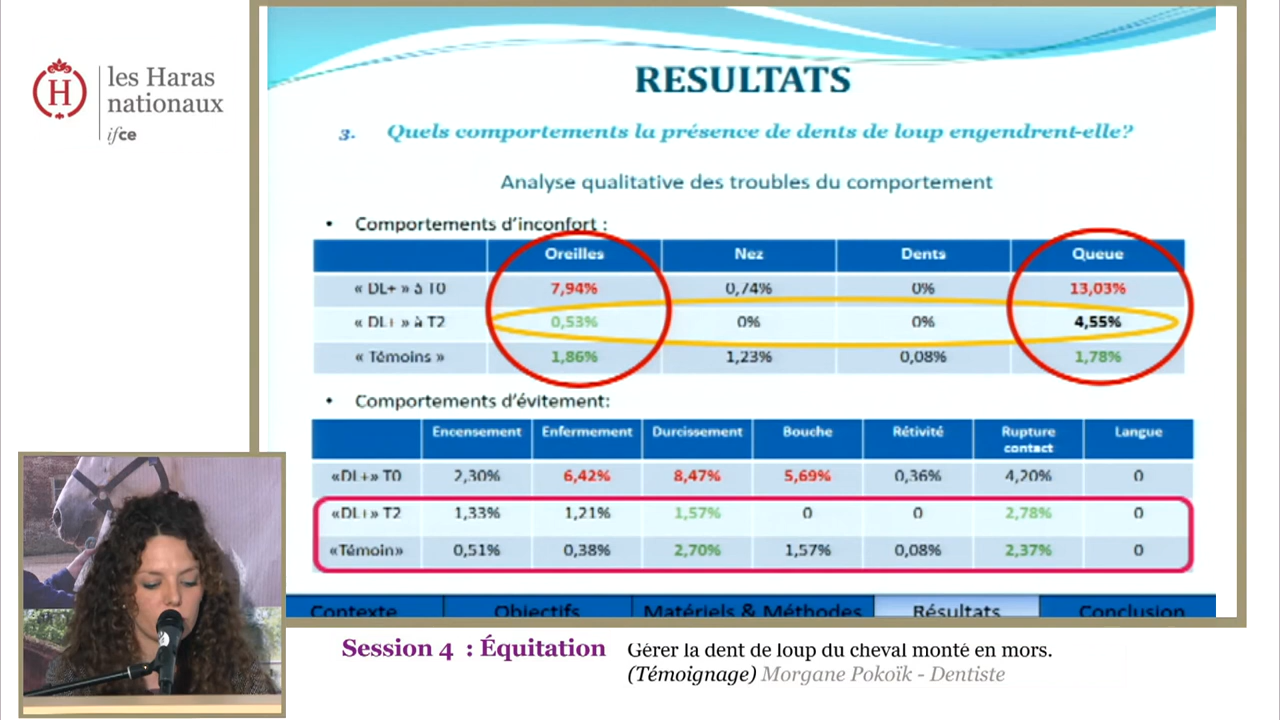 les Haras
nationaux
ifce
RESULTATS
3. Quels comportements la présence de dents de loup engendrent-elle?
Analyse qualitative des troubles du comportement
• Comportements d'inconfort :
Oreilles Nez Dents Queue
« DL+ » à T0 7,94% 0,74% 0% 13,03%
« DL+ » à T2 0,53% 0% 0% 4,55%
« Témoins » 1,86% 1,23% 0,08% 1,78%
• Comportements d'évitement:
Encensement Enfermement Durcissement Bouche Rétivité Rupture contact Langue
«DL+» T0 2,30% 6,42% 8,47% 5,69% 0,36% 4,20% 0
«DL+» T2 1,33% 1,21% 1,57% 0 0 2,78% 0
«Témoin» 0,51% 0,38% 2,70% 1,57% 0,08% 2,37% 0
Contexte Objectifs Matériels & Méthodes Résultats Conclusion
Session 4 : Équitation Gérer la dent de loup du cheval monté en mors.
(Témoignage) Morgane Pokoïk - Dentiste